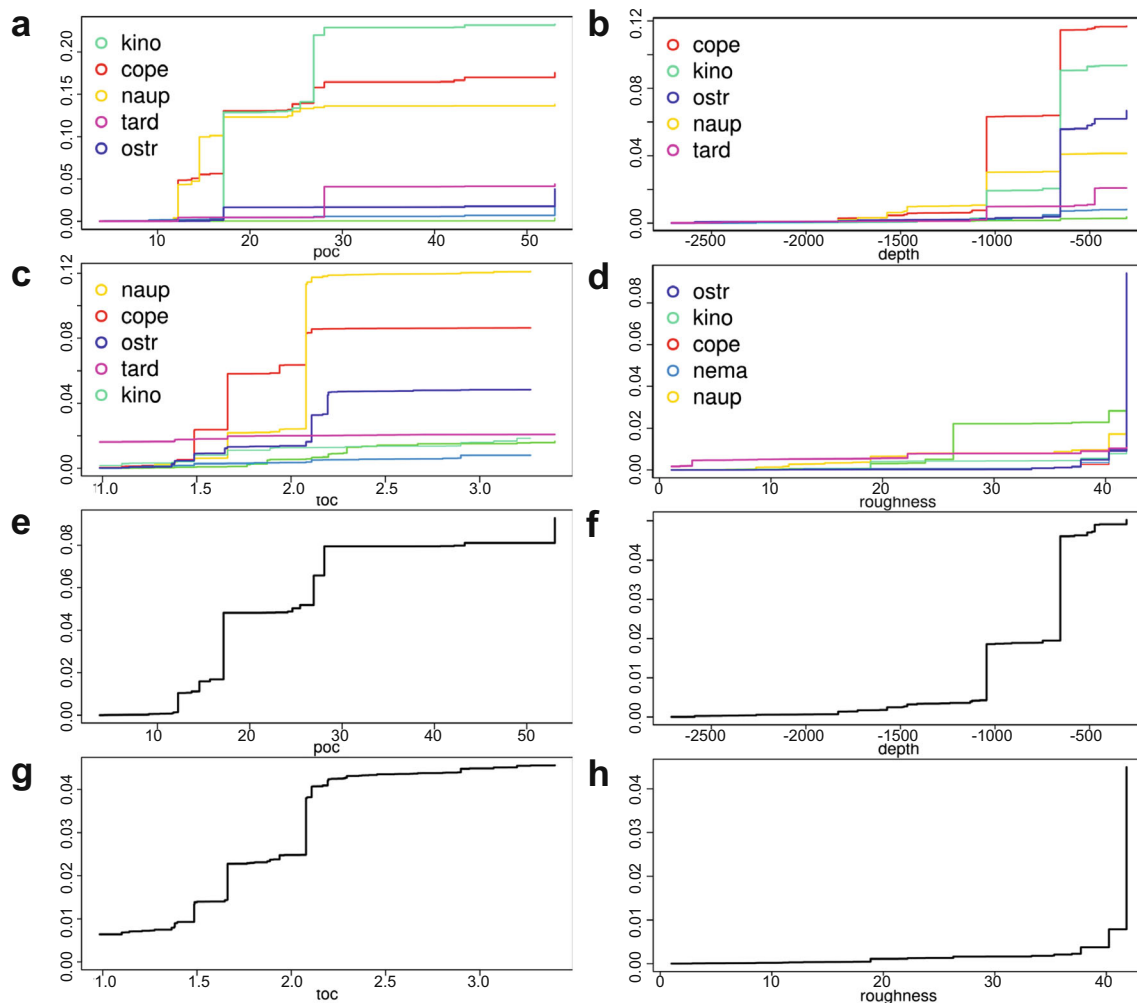 a
0.00 0.05 0.10 0.15 0.20
kino
cope
naup
tard
ostr
10 20 30 40 50
poc
b
0.00 0.04 0.08 0.12
cope
kino
ostr
naup
tard
-2500 -2000 -1500 -1000 -500
depth
c
0.00 0.04 0.08 0.12
naup
cope
ostr
tard
kino
1.0 1.5 2.0 2.5 3.0
toc
d
0.00 0.02 0.04 0.06 0.08
ostr
kino
cope
nema
naup
0 10 20 30 40
roughness
e
0.00 0.02 0.04 0.06 0.08
10 20 30 40 50
poc
f
0.00 0.01 0.02 0.03 0.04
-2500 -2000 -1500 -1000 -500
depth
g
0.00 0.01 0.02 0.03 0.04
1.0 1.5 2.0 2.5 3.0
toc
h
0.00 0.01 0.02 0.03 0.04
0 10 20 30 40
roughness